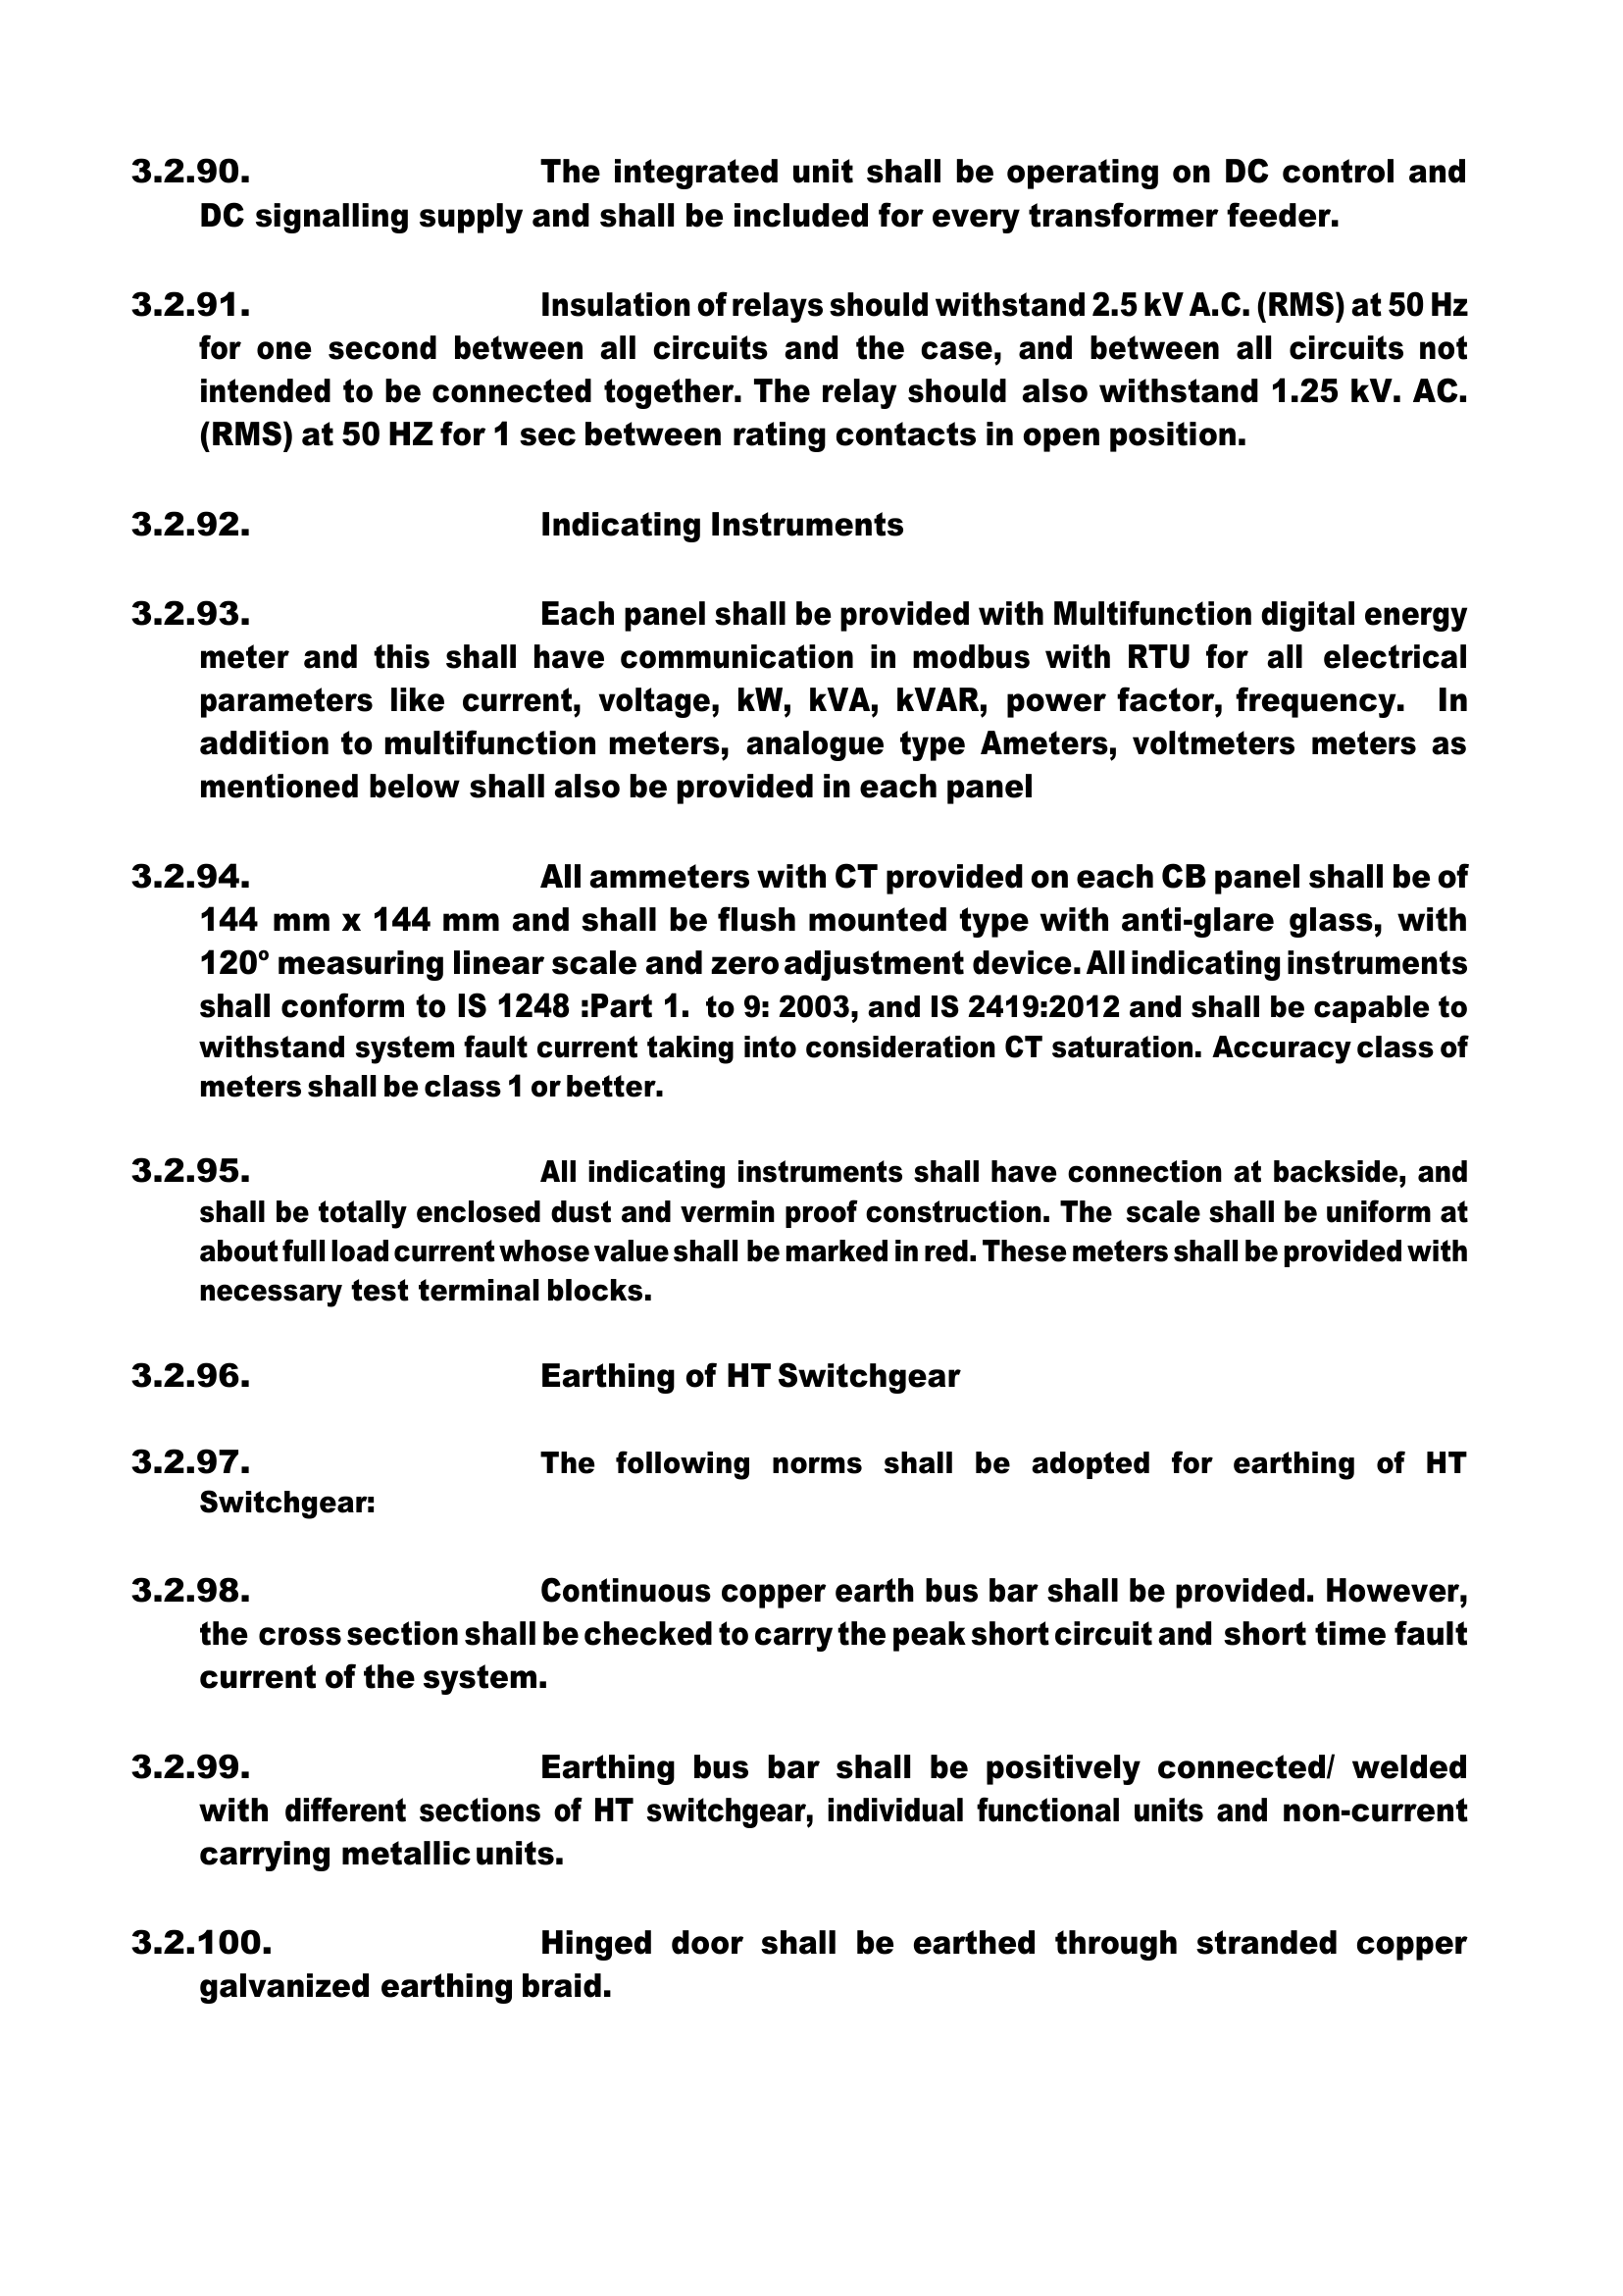 3.2.90. The integrated unit shall be operating on DC control and
DC signalling supply and shall be included for every transformer feeder.
3.2.91. Insulation of relays should withstand 2.5 kV A.C. (RMS) at 50 Hz
for one second between all circuits and the case, and between all circuits not
intended to be connected together. The relay should also withstand 1.25 kV. AC.
(RMS) at 50 HZ for 1 sec between rating contacts in open position.
3.2.92. Indicating Instruments
3.2.93. Each panel shall be provided with Multifunction digital energy
meter and this shall have communication in modbus with RTU for all electrical
parameters like current, voltage, kW, kVA, kVAR, power factor, frequency. In
addition to multifunction meters, analogue type Ameters, voltmeters meters as
mentioned below shall also be provided in each panel
3.2.94. All ammeters with CT provided on each CB panel shall be of
144 mm x 144 mm and shall be flush mounted type with anti-glare glass, with
120º measuring linear scale and zero adjustment device. All indicating instruments
shall conform to IS 1248 :Part 1. to 9: 2003, and IS 2419:2012 and shall be capable to
withstand system fault current taking into consideration CT saturation. Accuracy class of
meters shall be class 1 or better.
3.2.95. All indicating instruments shall have connection at backside, and
shall be totally enclosed dust and vermin proof construction. The scale shall be uniform at
about full load current whose value shall be marked in red. These meters shall be provided with
necessary test terminal blocks.
3.2.96. Earthing of HT Switchgear
3.2.97. The following norms shall be adopted for earthing of HT
Switchgear:
3.2.98. Continuous copper earth bus bar shall be provided. However,
the cross section shall be checked to carry the peak short circuit and short time fault
current of the system.
3.2.99. Earthing bus bar shall be positively connected/ welded
with different sections of HT switchgear, individual functional units and non-current
carrying metallic units.
3.2.100. Hinged door shall be earthed through stranded copper
galvanized earthing braid.